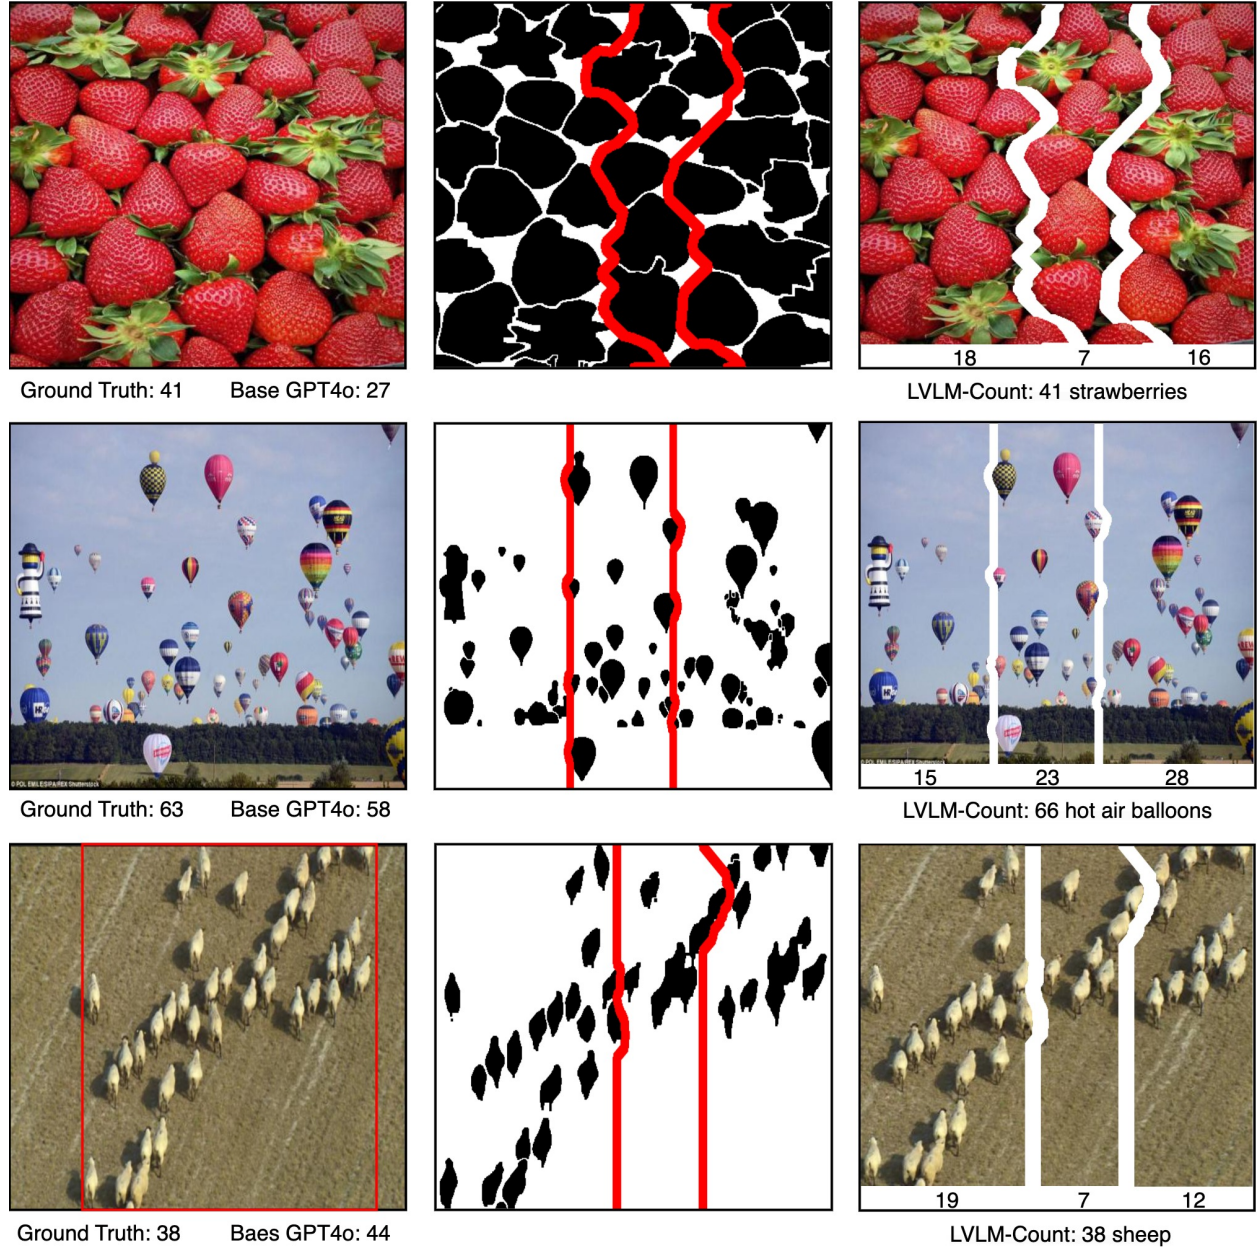 18 7 16
Ground Truth: 41 Base GPT4o: 27 LVLM-Count: 41 strawberries
15 23 28
Ground Truth: 63 Base GPT4o: 58 LVLM-Count: 66 hot air balloons
19 7 12
Ground Truth: 38 Baes GPT4o: 44 LVLM-Count: 38 sheep